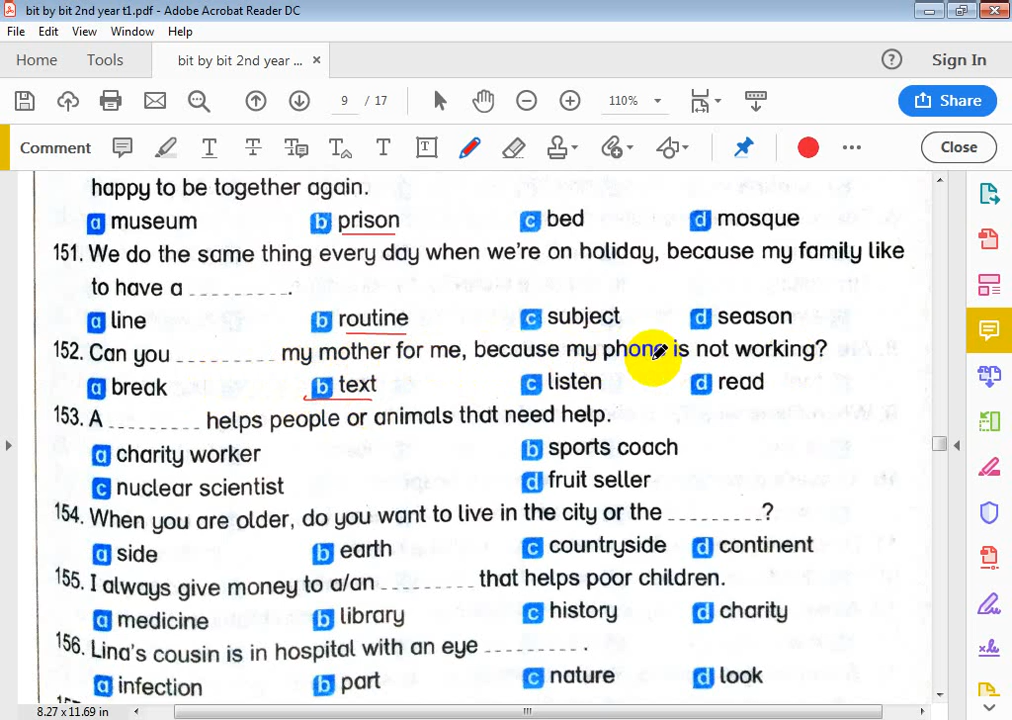 bit by bit 2nd year t1.pdf - Adobe Acrobat Reader DC
File Edit View Window Help
Home Tools bit by bit 2nd year ... × Sign In
9 / 17 110% Share
Comment Close
happy to be together again.
a museum b prison c bed d mosque
151. We do the same thing every day when we're on holiday, because my family like
to have a _ _ _ _ _ _ _ _ .
a line b routine c subject d season
152. Can you _ _ _ _ _ _ _ _ my mother for me, because my phone is not working?
a break b text c listen d read
153. A _ _ _ _ _ _ _ _ helps people or animals that need help.
a charity worker b sports coach
c nuclear scientist d fruit seller
154. When you are older, do you want to live in the city or the _ _ _ _ _ _ _ _ ?
a side b earth c countryside d continent
155. I always give money to a/an _ _ _ _ _ _ _ _ that helps poor children.
a medicine b library c history d charity
156. Lina's cousin is in hospital with an eye _ _ _ _ _ _ _ _ .
a infection b part c nature d look
8.27 x 11.69 in